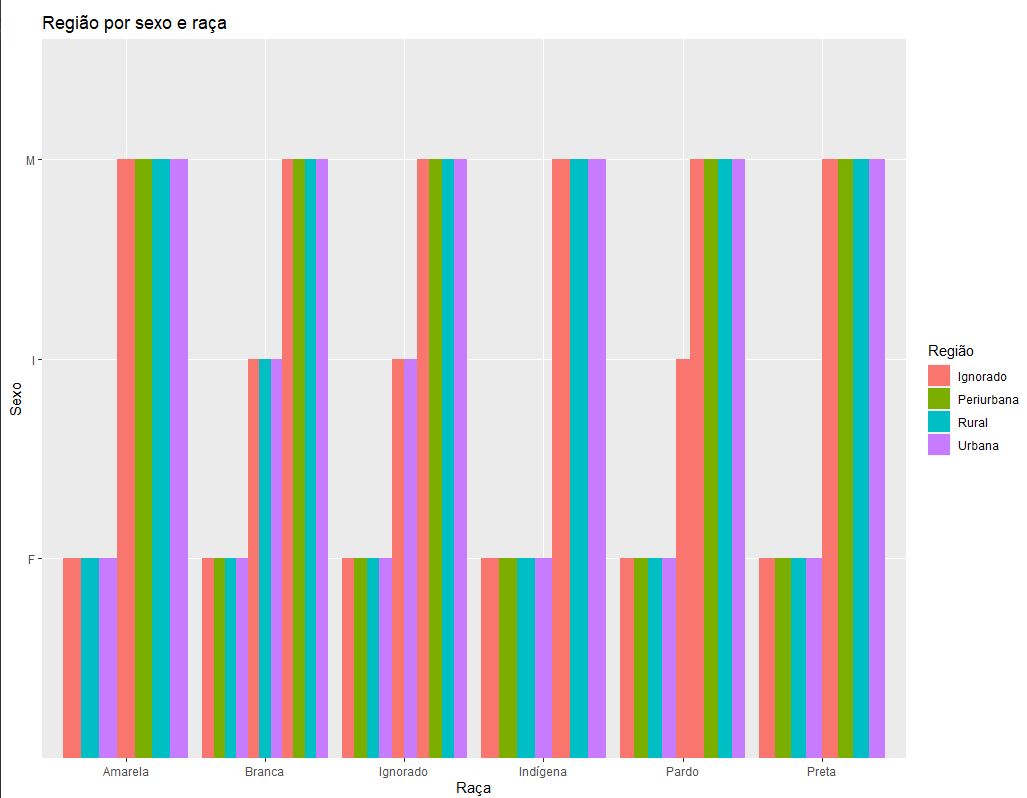 Região por sexo e raça
M
I
F
Sexo
Amarela
Branca
Ignorado
Indígena
Pardo
Preta
Raça
Região
Ignorado
Periurbana
Rural
Urbana